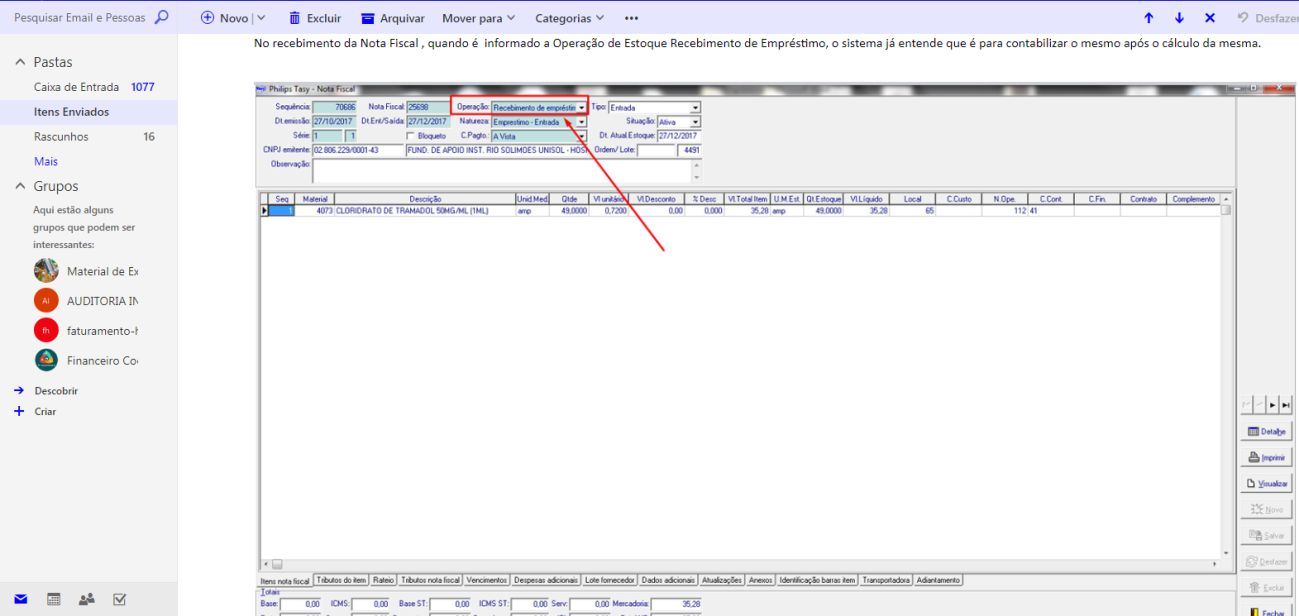 Pesquisar Email e Pessoas
Novo
Excluir
Arquivar
Mover para
Categorias
Desfazer
Pastas
Caixa de Entrada 1077
Itens Enviados
Rascunhos 16
Mais
Grupos
Aqui estão alguns
grupos que podem ser
interessantes:
Material de Ex
AI AUDITORIA IN
fh faturamento-h
Financeiro Coo
Descobrir
Criar
No recebimento da Nota Fiscal , quando é informado a Operação de Estoque Recebimento de Empréstimo, o sistema já entende que é para contabilizar o mesmo após o cálculo da mesma.
Philips Tasy - Nota Fiscal
Sequência: 70686 Nota Fiscal: 25698 Operação: Recebimento de empréstir Tipo: Entrada
Dt.emissão: 27/10/2017 Dt.Ent/Saída: 27/12/2017 Natureza: Emprestimo - Entrada Situação: Ativa
Série: 1 1 Bloqueto C.Pagto.: A Vista Dt. Atual.Estoque: 27/12/2017
CNPJ emitente: 02.806.229/0001-43 FUND. DE APOIO INST. RIO SOLIMOES UNISOL - HOSI Ordem/ Lote: 4491
Observação:
Seq Material Descrição Unid.Med. Qtde Vl unitário Vl.Desconto % Desc Vl.Total Item U.M.Est. Qt.Estoque Vl.Líquido Local C.Custo N.Ope. C.Cont. C.Fin. Contrato Complemento
1 4073 CLORIDRATO DE TRAMADOL 50MG/ML (1ML) amp 49,0000 0,7200 0,00 0,000 35,28 amp 49,0000 35,28 65 112 41
Detalhe
Imprimir
Visualizar
Novo
Salvar
Desfazer
Excluir
Fechar
Itens nota fiscal Tributos do item Rateio Tributos nota fiscal Vencimentos Despesas adicionais Lote fornecedor Dados adicionais Atualizações Anexos Identificação barras item Transportadora Adiantamento
Totais
Base: 0,00 ICMS: 0,00 Base ST: 0,00 ICMS ST: 0,00 Serv: 0,00 Mercadoria: 35,28